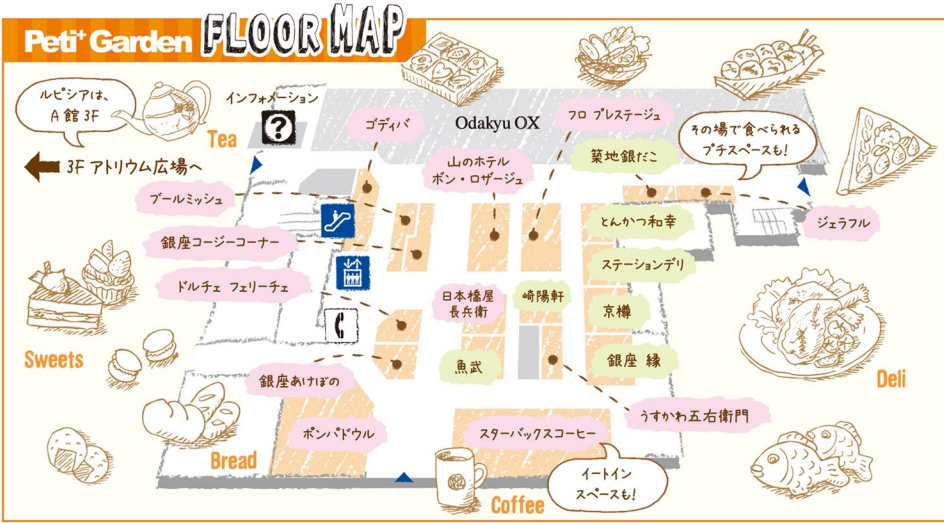 Peti+ Garden FLOOR MAP
ルピシアは、
A館 3F
Tea
3F アトリウム広場へ
インフォメーション
?
ゴディバ
Odakyu OX
フロ プレステージュ
その場で食べられる
プチスペースも!
築地銀だこ
山のホテル
ボン・ロザージュ
ブールミッシュ
とんかつ和幸
ジェラフル
銀座コージーコーナー
ステーションデリ
ドルチェ フェリーチェ
日本橋屋
長兵衛
崎陽軒
京樽
Sweets
魚武
銀座 縁
Deli
銀座あけぼの
うすかわ五右衛門
ポンパドウル
スターバックスコーヒー
Bread
イートイン
スペースも!
Coffee